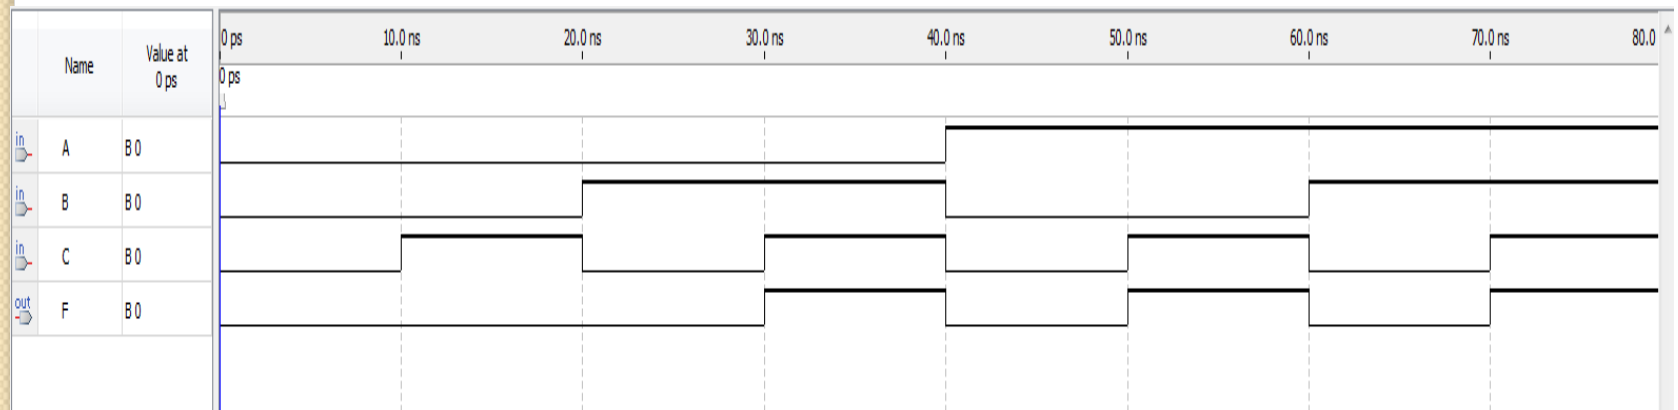 Name Value at 0 ps
0 ps 10.0 ns 20.0 ns 30.0 ns 40.0 ns 50.0 ns 60.0 ns 70.0 ns 80.0
0 ps
in A B 0
in B B 0
in C B 0
out F B 0